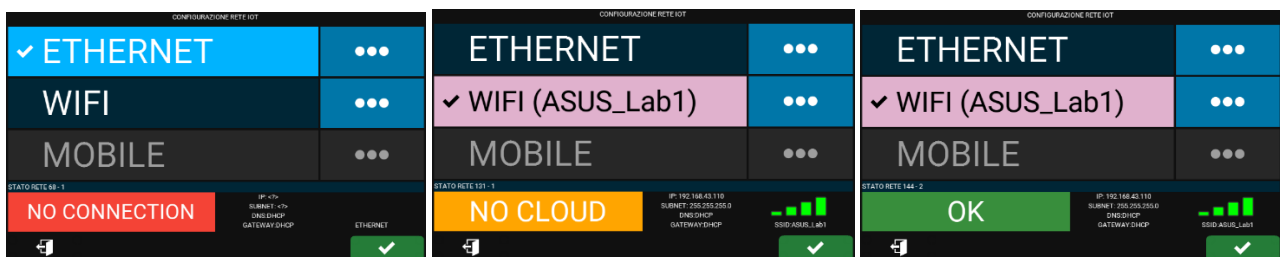 CONFIGURAZIONE RETE IOT
ETHERNET
WIFI
MOBILE
STATO RETE 68 - 1
NO CONNECTION
IP: <?>
SUBNET: <?>
DNS:DHCP
GATEWAY:DHCP
ETHERNET
CONFIGURAZIONE RETE IOT
ETHERNET
WIFI (ASUS_Lab1)
MOBILE
STATO RETE 131 - 1
NO CLOUD
IP: 192.168.43.110
SUBNET: 255.255.255.0
DNS:DHCP
GATEWAY:DHCP
SSID:ASUS_Lab1
CONFIGURAZIONE RETE IOT
ETHERNET
WIFI (ASUS_Lab1)
MOBILE
STATO RETE 144 - 2
OK
IP: 192.168.43.110
SUBNET: 255.255.255.0
DNS:DHCP
GATEWAY:DHCP
SSID:ASUS_Lab1